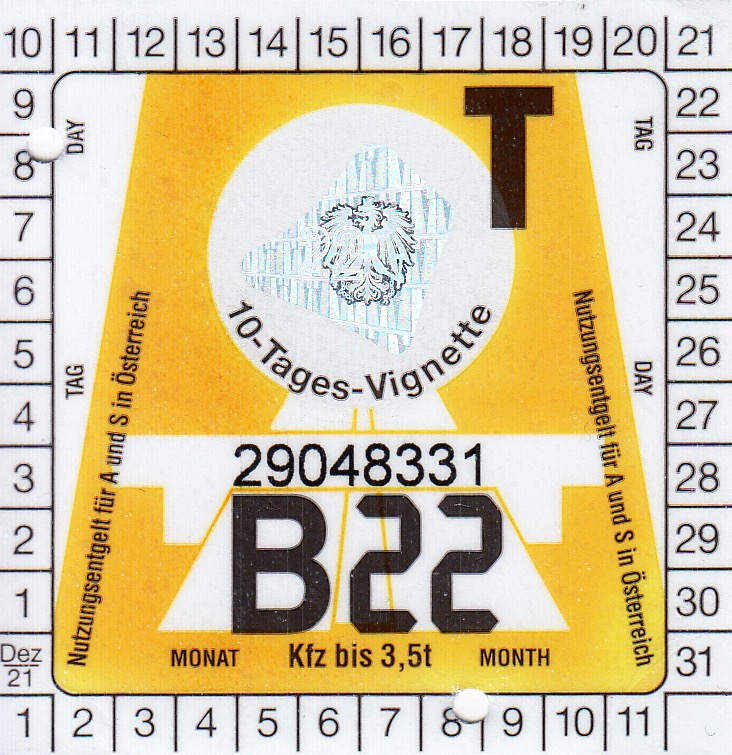 10 11 12 13 14 15 16 17 18 19 20 21
9 DAY T TAG 22
8 23
7 24
6 25
5 26
4 27
3 28
2 29
1 30
Dez 21 31
10-Tages-Vignette
TAG DAY
Nutzungsentgelt für A und S in Österreich
Nutzungsentgelt für A und S in Österreich
29048331
B22
MONAT Kfz bis 3,5t MONTH
1 2 3 4 5 6 7 8 9 10 11